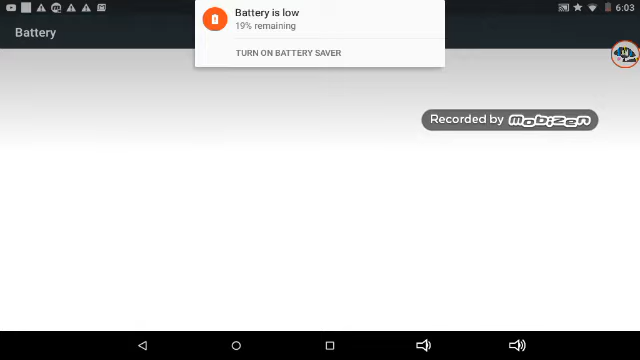 6:03
Battery
Battery is low
19% remaining
TURN ON BATTERY SAVER
Recorded by mobizen